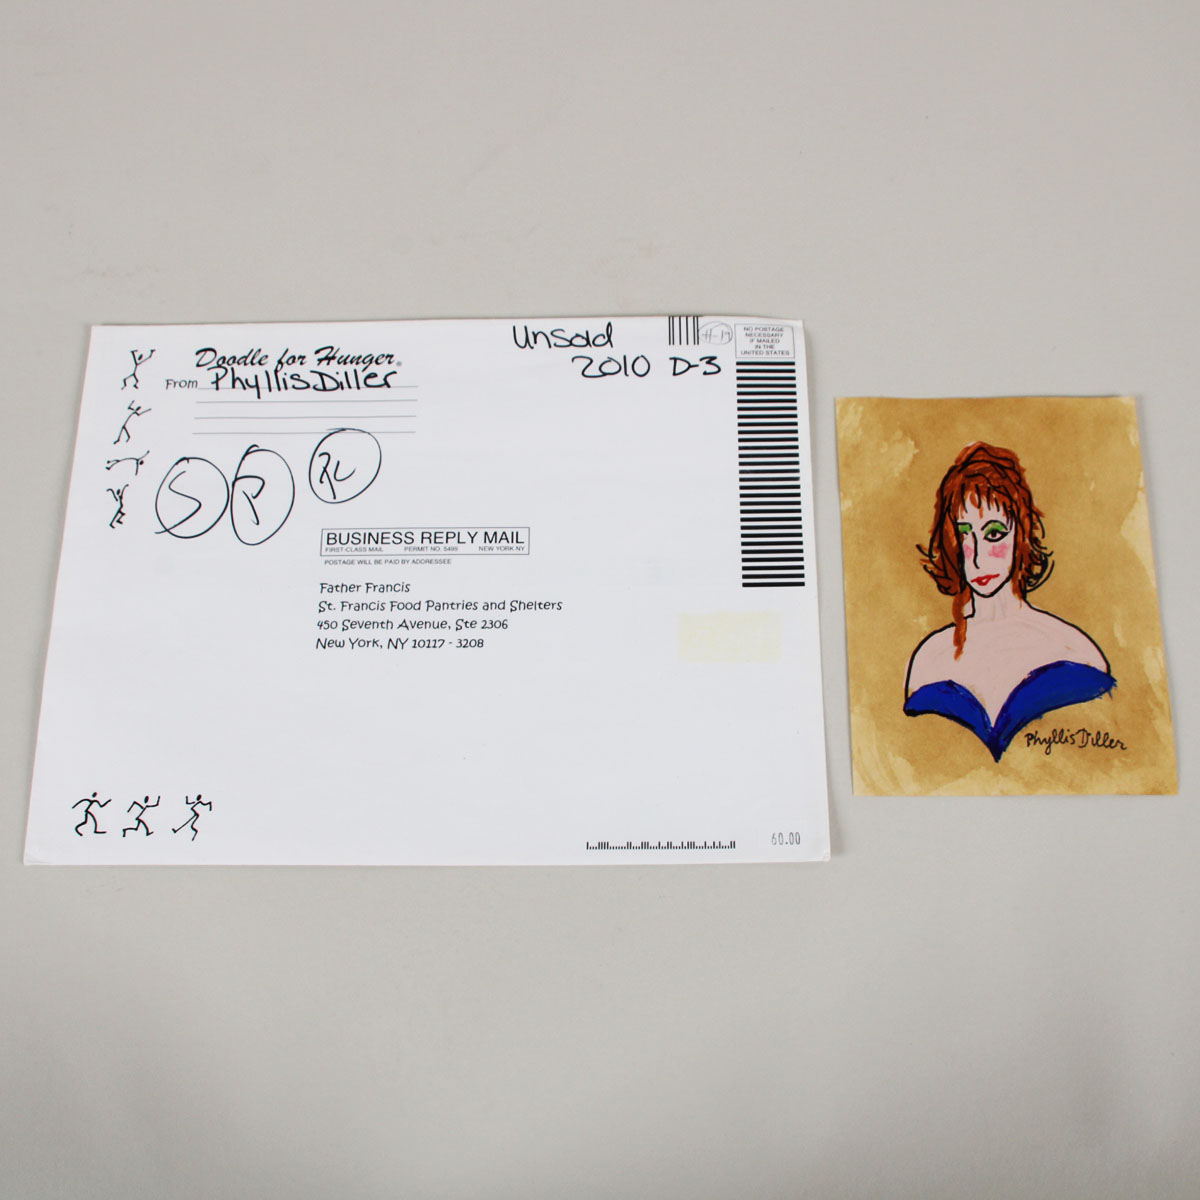 Unsold
2010 D-3
H-19
NO POSTAGE
NECESSARY
IF MAILED
IN THE
UNITED STATES
Doodle for Hunger®
From Phyllis Diller
S P PL
BUSINESS REPLY MAIL
FIRST-CLASS MAIL PERMIT NO. 5499 NEW YORK NY
POSTAGE WILL BE PAID BY ADDRESSEE
Father Francis
St. Francis Food Pantries and Shelters
450 Seventh Avenue, Ste 2306
New York, NY 10117 - 3208
60.00
Phyllis Diller